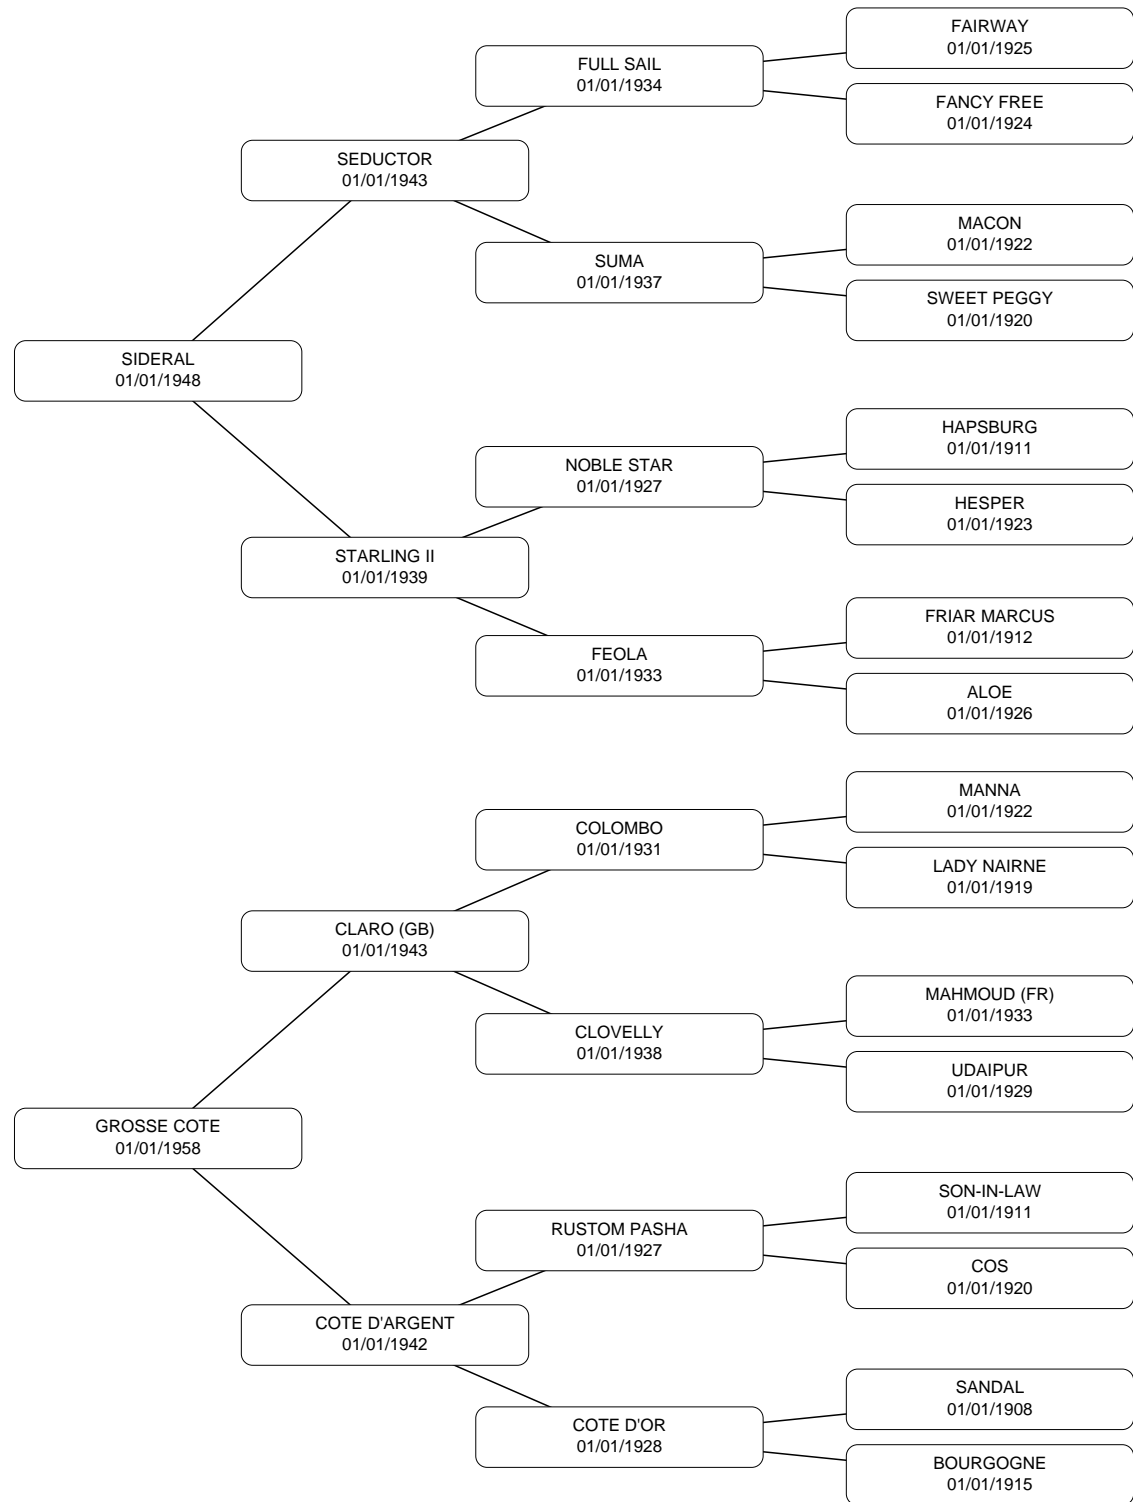 FAIRWAY
01/01/1925
FULL SAIL
01/01/1934
FANCY FREE
01/01/1924
SEDUCTOR
01/01/1943
MACON
01/01/1922
SUMA
01/01/1937
SWEET PEGGY
01/01/1920
SIDERAL
01/01/1948
HAPSBURG
01/01/1911
NOBLE STAR
01/01/1927
HESPER
01/01/1923
STARLING II
01/01/1939
FRIAR MARCUS
01/01/1912
FEOLA
01/01/1933
ALOE
01/01/1926
MANNA
01/01/1922
COLOMBO
01/01/1931
LADY NAIRNE
01/01/1919
CLARO (GB)
01/01/1943
MAHMOUD (FR)
01/01/1933
CLOVELLY
01/01/1938
UDAIPUR
01/01/1929
GROSSE COTE
01/01/1958
SON-IN-LAW
01/01/1911
RUSTOM PASHA
01/01/1927
COS
01/01/1920
COTE D'ARGENT
01/01/1942
SANDAL
01/01/1908
COTE D'OR
01/01/1928
BOURGOGNE
01/01/1915